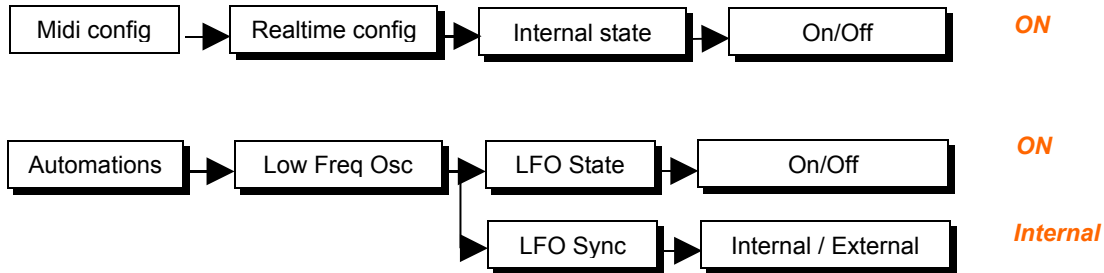 Midi config Realtime config Internal state On/Off ON
Automations Low Freq Osc LFO State On/Off ON
LFO Sync Internal / External Internal